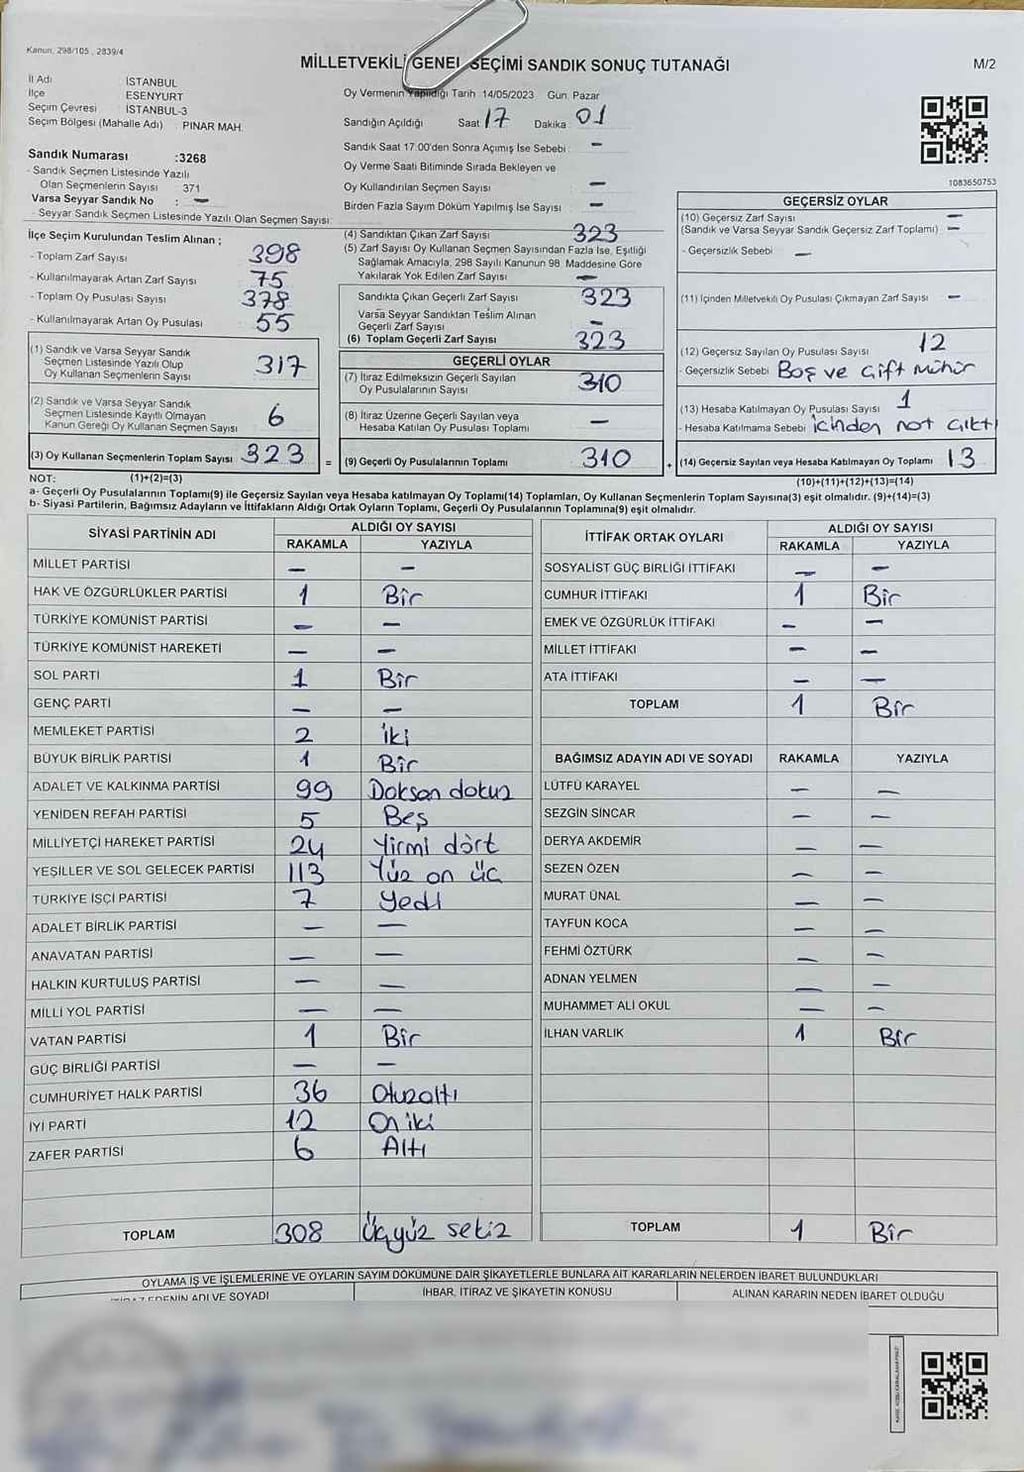 Kanun, 298/105 , 2839/4
MİLLETVEKİLİ GENEL SEÇİMİ SANDIK SONUÇ TUTANAĞI
M/2
İl Adı İSTANBUL
İlçe ESENYURT
Seçim Çevresi İSTANBUL-3
Seçim Bölgesi (Mahalle Adı) : PINAR MAH.
Oy Vermenin Yapıldığı Tarih 14/05/2023 Gün. Pazar
Sandığın Açıldığı Saat 17 Dakika 01
Sandık Saat 17:00'den Sonra Açımış İse Sebebi : -
Oy Verme Saati Bitiminde Sırada Bekleyen ve
Oy Kullandırılan Seçmen Sayısı -
Birden Fazla Sayım Döküm Yapılmış İse Sayısı -
Sandık Numarası :3268
- Sandık Seçmen Listesinde Yazılı
Olan Seçmenlerin Sayısı 371
Varsa Seyyar Sandık No : -
- Seyyar Sandık Seçmen Listesinde Yazılı Olan Seçmen Sayısı:
1083650753
İlçe Seçim Kurulundan Teslim Alınan ;
- Toplam Zarf Sayısı 398
- Kullanılmayarak Artan Zarf Sayısı 75
- Toplam Oy Pusulası Sayısı 378
- Kullanılmayarak Artan Oy Pusulası 55
(1) Sandık ve Varsa Seyyar Sandık
Seçmen Listesinde Yazılı Olup
Oy Kullanan Seçmenlerin Sayısı 317
(2) Sandık ve Varsa Seyyar Sandık
Seçmen Listesinde Kayıtlı Olmayan
Kanun Gereği Oy Kullanan Seçmen Sayısı 6
(3) Oy Kullanan Seçmenlerin Toplam Sayısı 323 =
(4) Sandıktan Çıkan Zarf Sayısı 323
(5) Zarf Sayısı Oy Kullanan Seçmen Sayısından Fazla İse, Eşitliği
Sağlamak Amacıyla, 298 Sayılı Kanunun 98. Maddesine Göre
Yakılarak Yok Edilen Zarf Sayısı -
Sandıkta Çıkan Geçerli Zarf Sayısı 323
Varsa Seyyar Sandıktan Teslim Alınan
Geçerli Zarf Sayısı -
(6) Toplam Geçerli Zarf Sayısı 323
GEÇERLİ OYLAR
(7) İtiraz Edilmeksizin Geçerli Sayılan
Oy Pusulalarının Sayısı 310
(8) İtiraz Üzerine Geçerli Sayılan veya
Hesaba Katılan Oy Pusulası Toplamı -
(9) Geçerli Oy Pusulalarının Toplamı 310 +
GEÇERSİZ OYLAR
(10) Geçersiz Zarf Sayısı -
(Sandık ve Varsa Seyyar Sandık Geçersiz Zarf Toplamı) -
- Geçersizlik Sebebi -
(11) İçinden Milletvekili Oy Pusulası Çıkmayan Zarf Sayısı -
(12) Geçersiz Sayılan Oy Pusulası Sayısı 12
- Geçersizlik Sebebi Boş ve Çift mühür
(13) Hesaba Katılmayan Oy Pusulası Sayısı 1
- Hesaba Katılmama Sebebi içinden not çıktı
(14) Geçersiz Sayılan veya Hesaba Katılmayan Oy Toplamı 13
NOT: (1)+(2)=(3) (10)+(11)+(12)+(13)=(14)
a- Geçerli Oy Pusulalarının Toplamı(9) ile Geçersiz Sayılan veya Hesaba katılmayan Oy Toplamı(14) Toplamları, Oy Kullanan Seçmenlerin Toplam Sayısına(3) eşit olmalıdır. (9)+(14)=(3)
b- Siyasi Partilerin, Bağımsız Adayların ve İttifakların Aldığı Ortak Oyların Toplamı, Geçerli Oy Pusulalarının Toplamına(9) eşit olmalıdır.
SİYASİ PARTİNİN ADI ALDIĞI OY SAYISI
RAKAMLA YAZIYLA
MİLLET PARTİSİ - -
HAK VE ÖZGÜRLÜKLER PARTİSİ 1 Bir
TÜRKİYE KOMÜNİST PARTİSİ - -
TÜRKİYE KOMÜNİST HAREKETİ - -
SOL PARTİ 1 Bir
GENÇ PARTİ - -
MEMLEKET PARTİSİ 2 iki
BÜYÜK BİRLİK PARTİSİ 1 Bir
ADALET VE KALKINMA PARTİSİ 99 Doksan dokuz
YENİDEN REFAH PARTİSİ 5 Beş
MİLLİYETÇİ HAREKET PARTİSİ 24 Yirmi dört
YEŞİLLER VE SOL GELECEK PARTİSİ 113 Yüz on üç
TÜRKİYE İŞÇİ PARTİSİ 7 Yedi
ADALET BİRLİK PARTİSİ - -
ANAVATAN PARTİSİ - -
HALKIN KURTULUŞ PARTİSİ - -
MİLLİ YOL PARTİSİ - -
VATAN PARTİSİ 1 Bir
GÜÇ BİRLİĞİ PARTİSİ - -
CUMHURİYET HALK PARTİSİ 36 Otuzaltı
İYİ PARTİ 12 On iki
ZAFER PARTİSİ 6 Altı
TOPLAM 308 Üçyüz sekiz
İTTİFAK ORTAK OYLARI ALDIĞI OY SAYISI
RAKAMLA YAZIYLA
SOSYALİST GÜÇ BİRLİĞİ İTTİFAKI - -
CUMHUR İTTİFAKI 1 Bir
EMEK VE ÖZGÜRLÜK İTTİFAKI - -
MİLLET İTTİFAKI - -
ATA İTTİFAKI - -
TOPLAM 1 Bir
BAĞIMSIZ ADAYIN ADI VE SOYADI RAKAMLA YAZIYLA
LÜTFÜ KARAYEL - -
SEZGİN SİNCAR - -
DERYA AKDEMİR - -
SEZEN ÖZEN - -
MURAT ÜNAL - -
TAYFUN KOCA - -
FEHMİ ÖZTÜRK - -
ADNAN YELMEN - -
MUHAMMET ALİ OKUL - -
İLHAN VARLIK 1 Bir
TOPLAM 1 Bir
OYLAMA İŞ VE İŞLEMLERİNE VE OYLARIN SAYIM DÖKÜMÜNE DAİR ŞİKAYETLERLE BUNLARA AİT KARARLARIN NELERDEN İBARET BULUNDUKLARI
İTİRAZ EDENİN ADI VE SOYADI İHBAR, İTİRAZ VE ŞİKAYETİN KONUSU ALINAN KARARIN NEDEN İBARET OLDUĞU